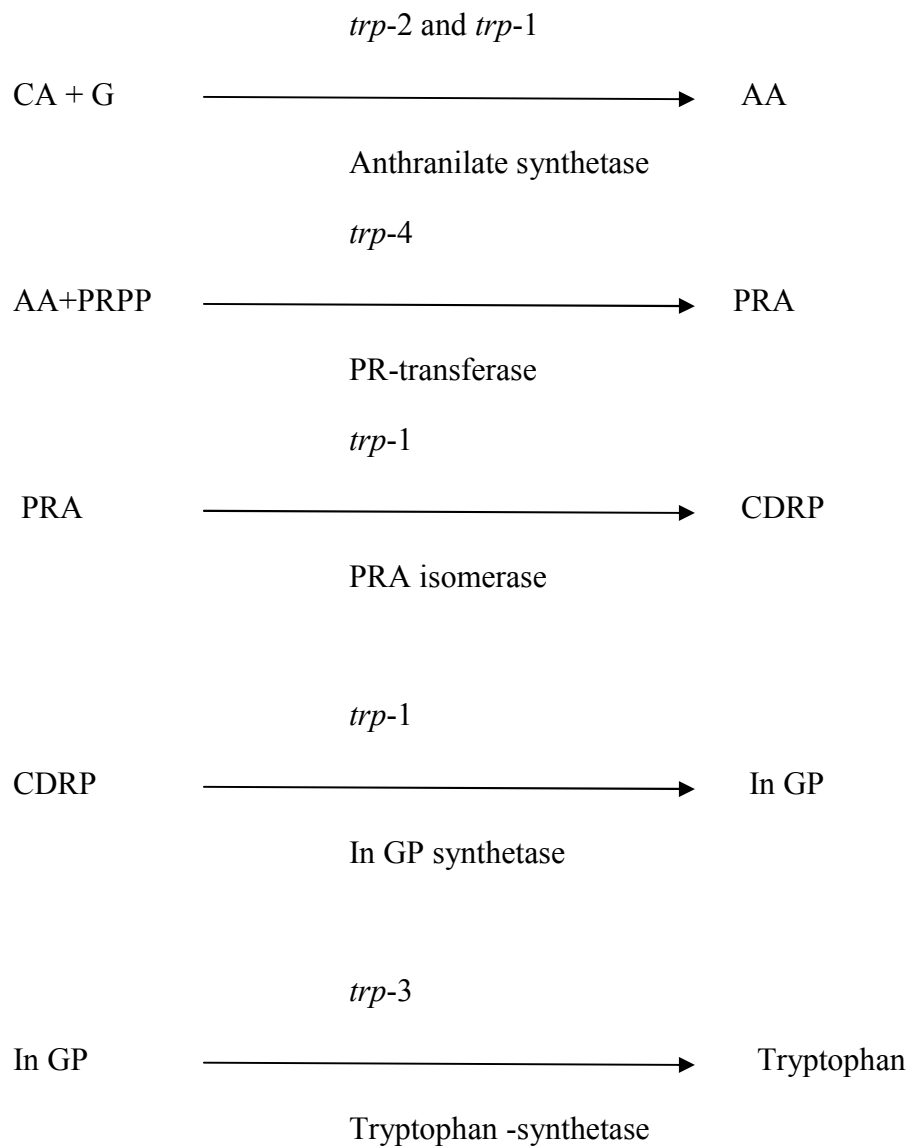 trp-2 and trp-1
CA + G AA
Anthranilate synthetase
trp-4
AA+PRPP PRA
PR-transferase
trp-1
PRA CDRP
PRA isomerase
trp-1
CDRP In GP
In GP synthetase
trp-3
In GP Tryptophan
Tryptophan -synthetase